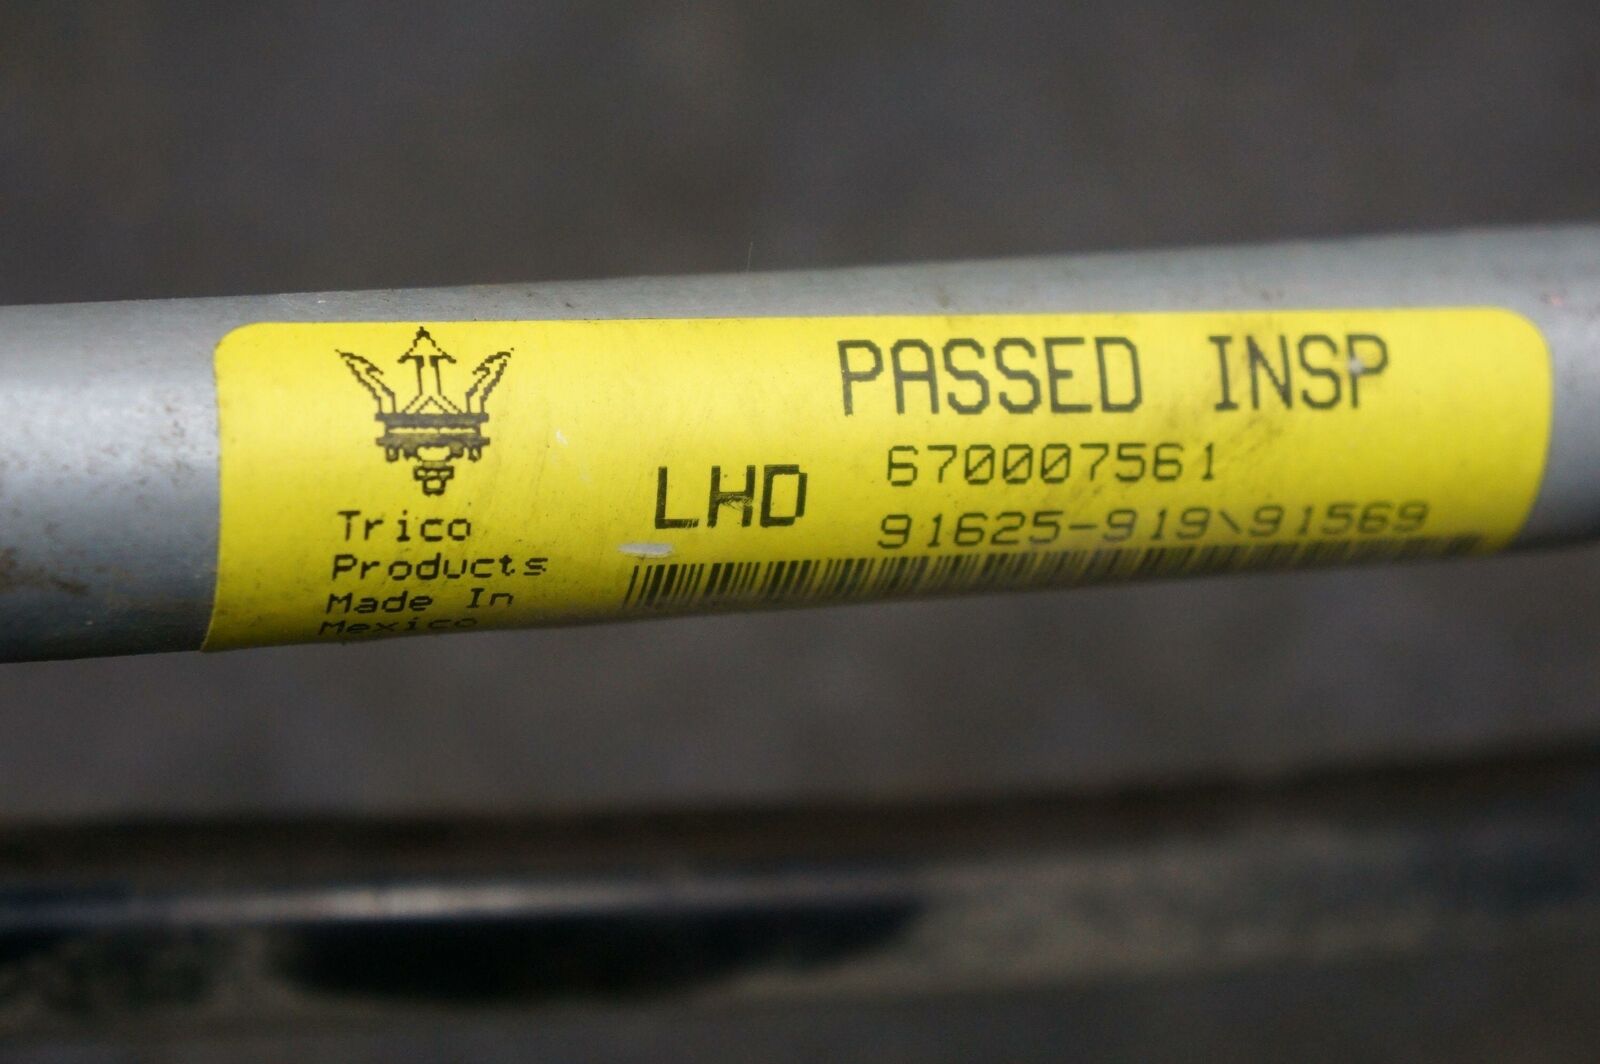 PASSED INSP
LHD
670007561
91625-919\91569
Trico
Products
Made In
Mexico